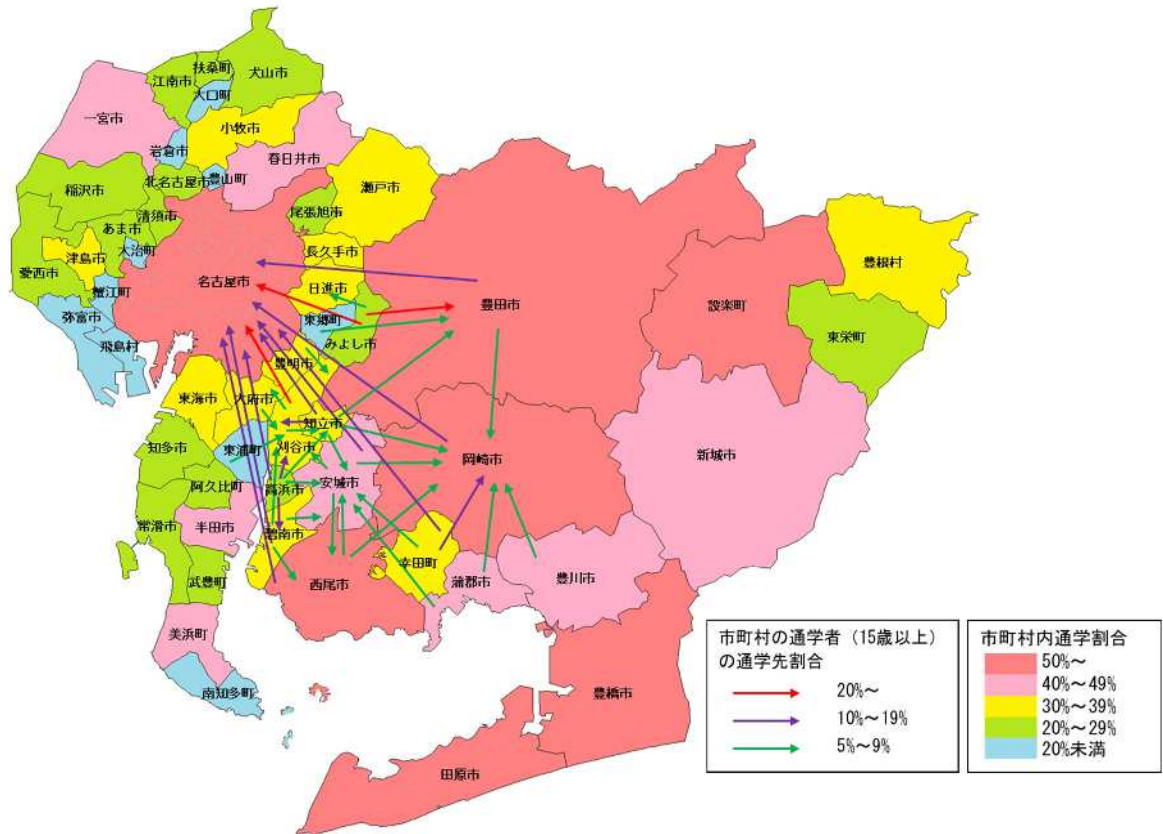 扶桑町
江南市
犬山市
大口町
一宮市
小牧市
岩倉市
春日井市
北名古屋市
豊山町
瀬戸市
稲沢市
清須市
尾張旭市
あま市
大治町
津島市
長久手市
愛西市
名古屋市
日進市
蟹江町
豊田市
弥富市
東郷町
飛島村
みよし市
豊根村
設楽町
東栄町
豊明市
東海市
大府市
知立市
知多市
東浦町
刈谷市
岡崎市
新城市
阿久比町
高浜市
安城市
常滑市
半田市
碧南市
幸田町
武豊町
西尾市
蒲郡市
豊川市
美浜町
南知多町
豊橋市
田原市
市町村の通学者（15歳以上）
の通学先割合
20%～
10%～19%
5%～9%
市町村内通学割合
50%～
40%～49%
30%～39%
20%～29%
20%未満